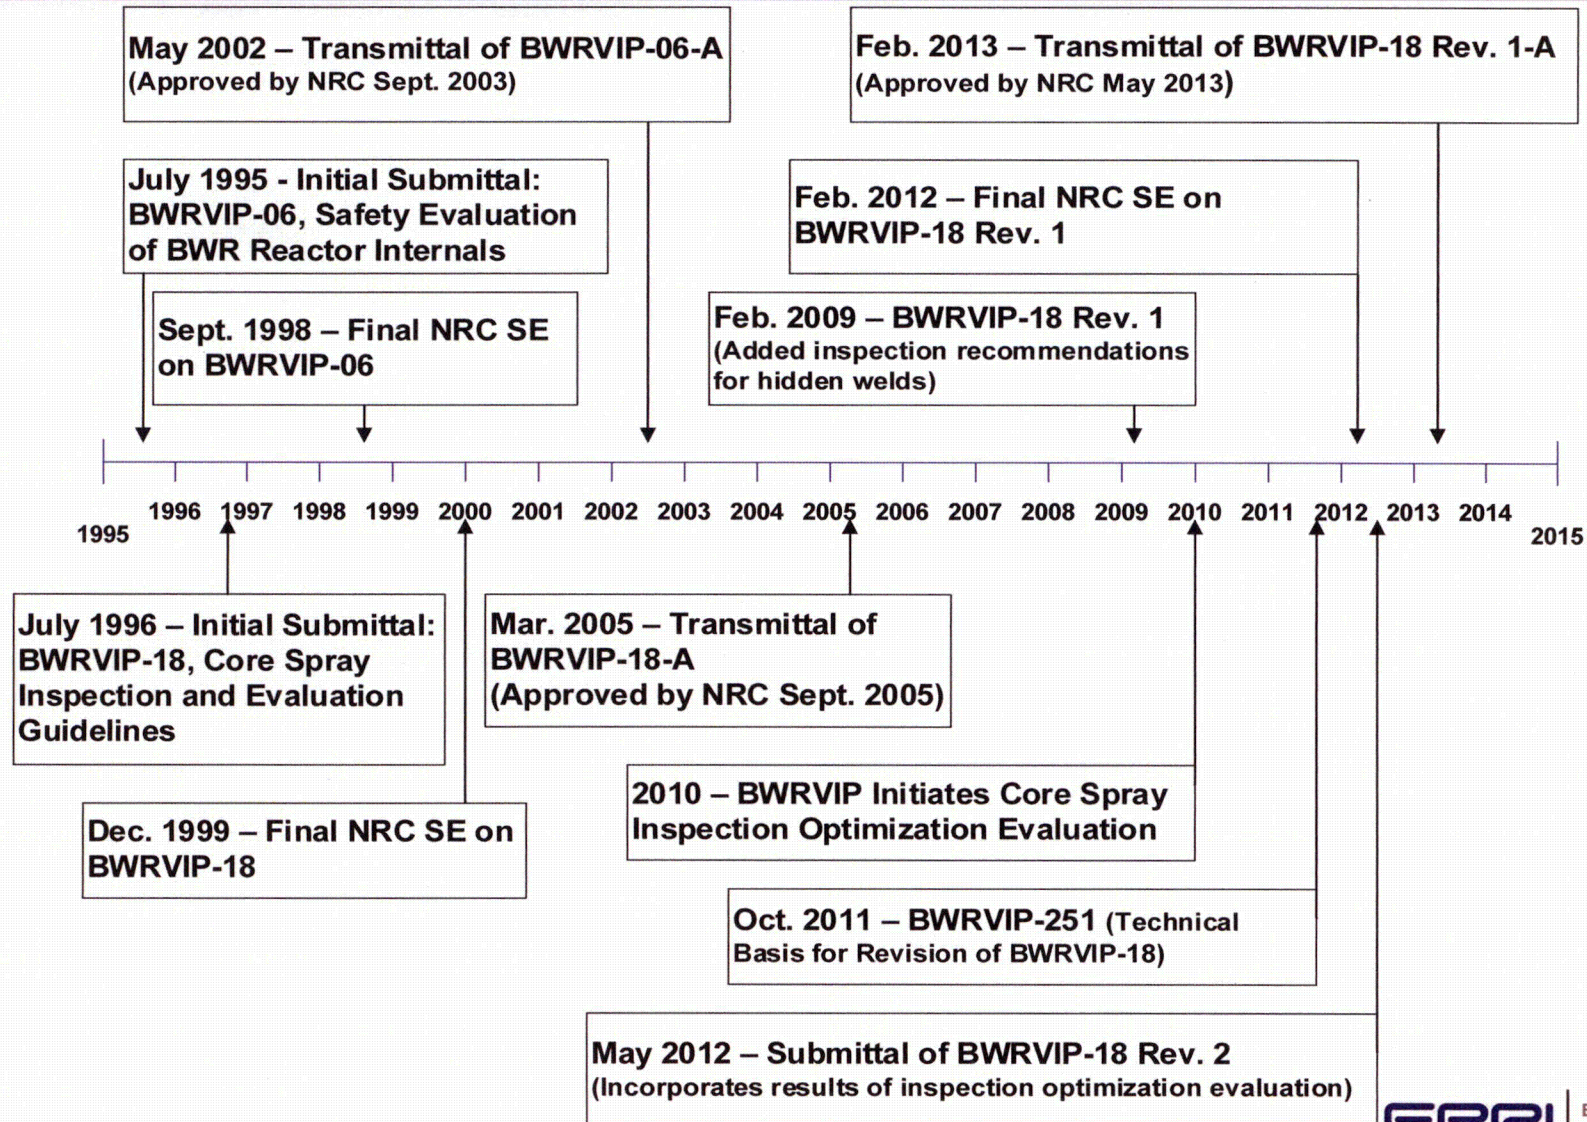 May 2002 – Transmittal of BWRVIP-06-A
(Approved by NRC Sept. 2003)
Feb. 2013 – Transmittal of BWRVIP-18 Rev. 1-A
(Approved by NRC May 2013)
July 1995 - Initial Submittal:
BWRVIP-06, Safety Evaluation
of BWR Reactor Internals
Feb. 2012 – Final NRC SE on
BWRVIP-18 Rev. 1
Sept. 1998 – Final NRC SE
on BWRVIP-06
Feb. 2009 – BWRVIP-18 Rev. 1
(Added inspection recommendations
for hidden welds)
1995 1996 1997 1998 1999 2000 2001 2002 2003 2004 2005 2006 2007 2008 2009 2010 2011 2012 2013 2014 2015
July 1996 – Initial Submittal:
BWRVIP-18, Core Spray
Inspection and Evaluation
Guidelines
Mar. 2005 – Transmittal of
BWRVIP-18-A
(Approved by NRC Sept. 2005)
Dec. 1999 – Final NRC SE on
BWRVIP-18
2010 – BWRVIP Initiates Core Spray
Inspection Optimization Evaluation
Oct. 2011 – BWRVIP-251 (Technical
Basis for Revision of BWRVIP-18)
May 2012 – Submittal of BWRVIP-18 Rev. 2
(Incorporates results of inspection optimization evaluation)